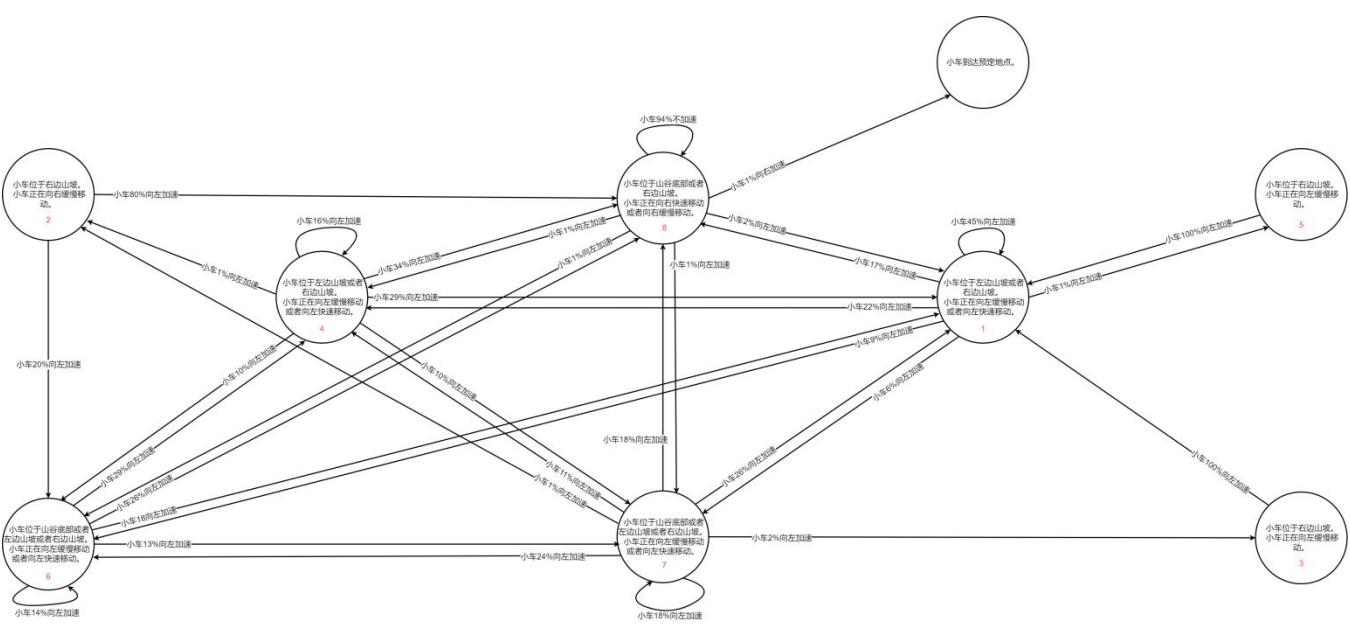 小车到达预定地点。
小车94%不加速
小车1%向右加速
小车位于右边山坡。
小车正在向右缓慢移
动。
2
小车80%向左加速
小车位于山谷底部或者
右边山坡。
小车正在向右快速移动
或者向右缓慢移动。
8
小车位于右边山坡。
小车正在向左缓慢移
动。
5
小车16%向左加速
小车1%向左加速
小车34%向左加速
小车1%向左加速
小车1%向左加速
小车2%向左加速
小车17%向左加速
小车45%向左加速
小车100%向左加速
小车1%向左加速
小车1%向左加速
小车位于左边山坡或者
右边山坡。
小车正在向左缓慢移动
或者向左快速移动。
4
小车29%向左加速
小车22%向左加速
小车位于左边山坡或者
右边山坡。
小车正在向左缓慢移动
或者向左快速移动。
1
小车9%向左加速
小车20%向左加速
小车10%向左加速
小车10%向左加速
小车6%向左加速
小车18%向左加速
小车29%向左加速
小车26%向左加速
小车11%向左加速
小车1%向左加速
小车26%向左加速
小车100%向左加速
小车18向左加速
小车位于山谷底部或者
左边山坡或者右边山坡。
小车正在向左缓慢移动
或者向左快速移动。
6
小车13%向左加速
小车24%向左加速
小车位于山谷底部或者
左边山坡或者右边山坡。
小车正在向左缓慢移动
或者向左快速移动。
7
小车2%向左加速
小车位于右边山坡。
小车正在向左缓慢移
动。
3
小车14%向左加速
小车18%向左加速